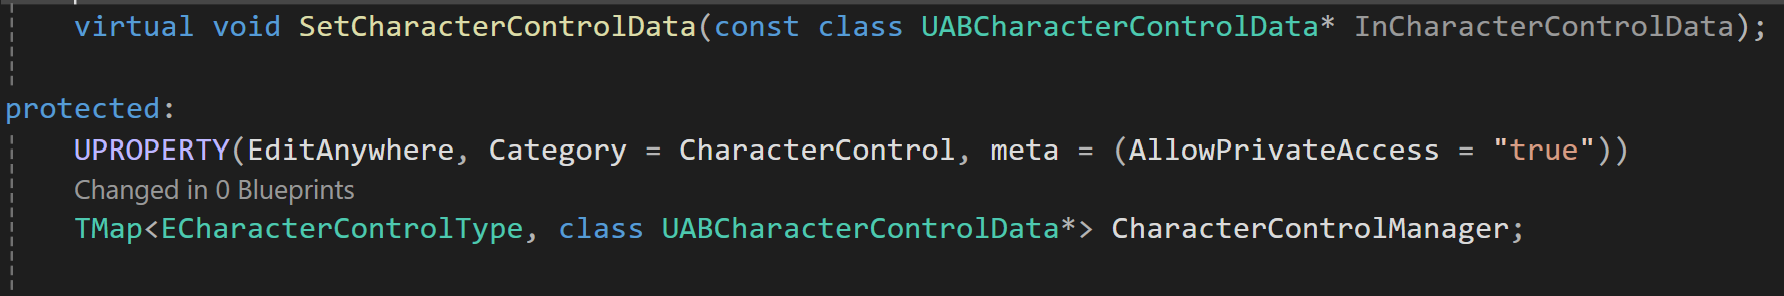 virtual void SetCharacterControlData(const class UABCharacterControlData* InCharacterControlData);
protected:
UPROPERTY(EditAnywhere, Category = CharacterControl, meta = (AllowPrivateAccess = "true"))
Changed in 0 Blueprints
TMap<ECharacterControlType, class UABCharacterControlData*> CharacterControlManager;